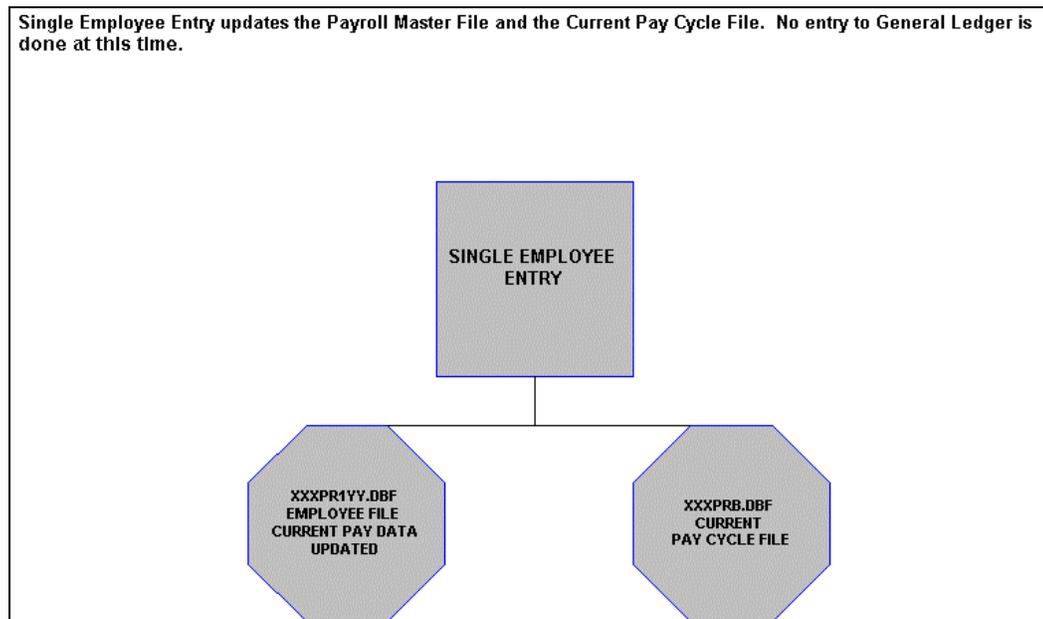 Single Employee Entry updates the Payroll Master File and the Current Pay Cycle File.  No entry to General Ledger is
done at this time.
SINGLE EMPLOYEE
ENTRY
XXXPR1YY.DBF
EMPLOYEE FILE
CURRENT PAY DATA
UPDATED
XXXPRB.DBF
CURRENT
PAY CYCLE FILE